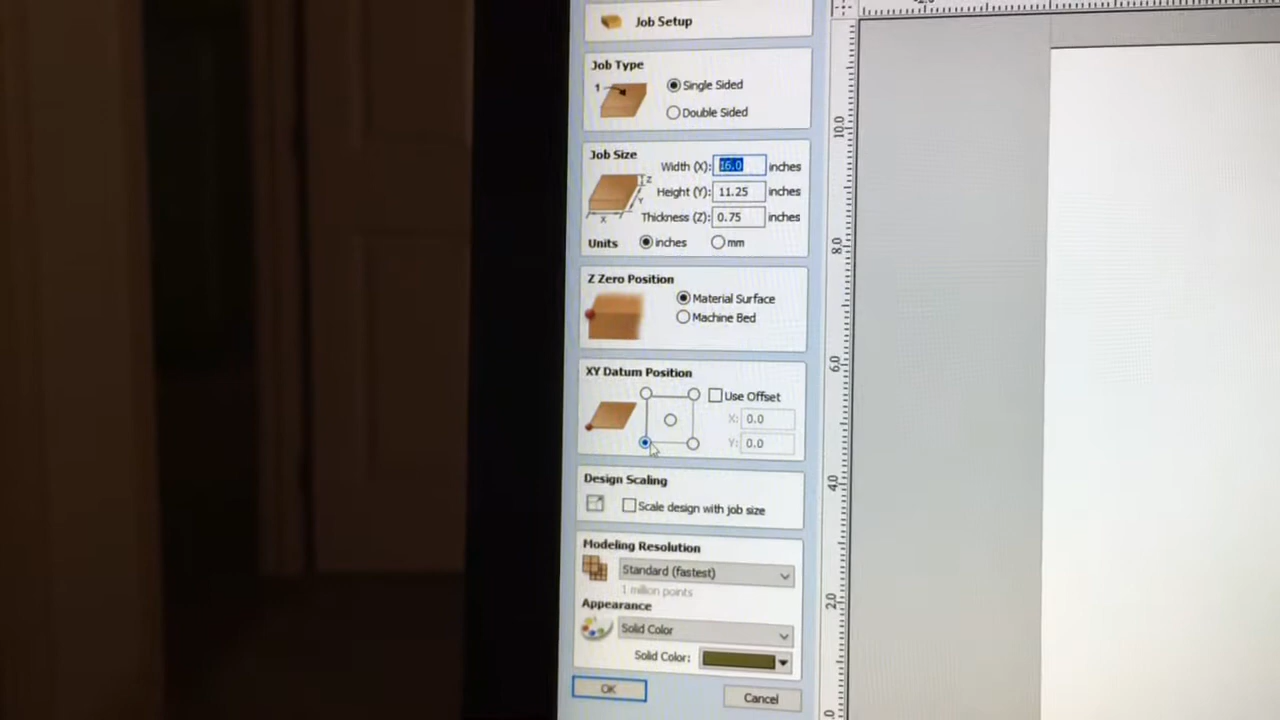 Job Setup
Job Type
1
Single Sided
Double Sided
Job Size
Width (X): 16.0 inches
Z
Height (Y): 11.25 inches
Y
X
Thickness (Z): 0.75 inches
Units inches mm
Z Zero Position
Material Surface
Machine Bed
XY Datum Position
Use Offset
X: 0.0
Y: 0.0
Design Scaling
Scale design with job size
Modeling Resolution
Standard (fastest)
1 million points
Appearance
Solid Color
Solid Color:
OK Cancel
10.0
8.0
6.0
4.0
2.0
0.0